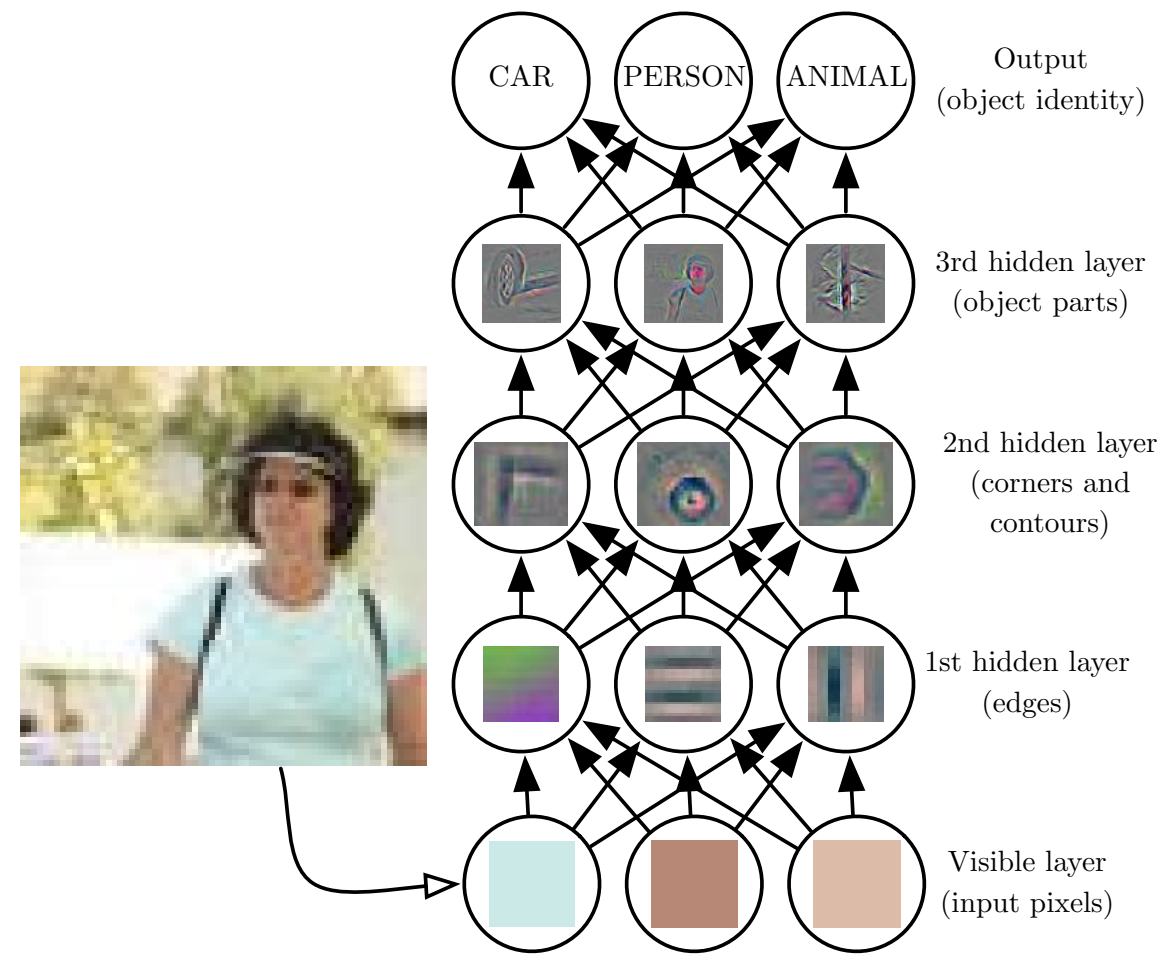 CAR
PERSON
ANIMAL
Output
(object identity)
3rd hidden layer
(object parts)
2nd hidden layer
(corners and
contours)
1st hidden layer
(edges)
Visible layer
(input pixels)